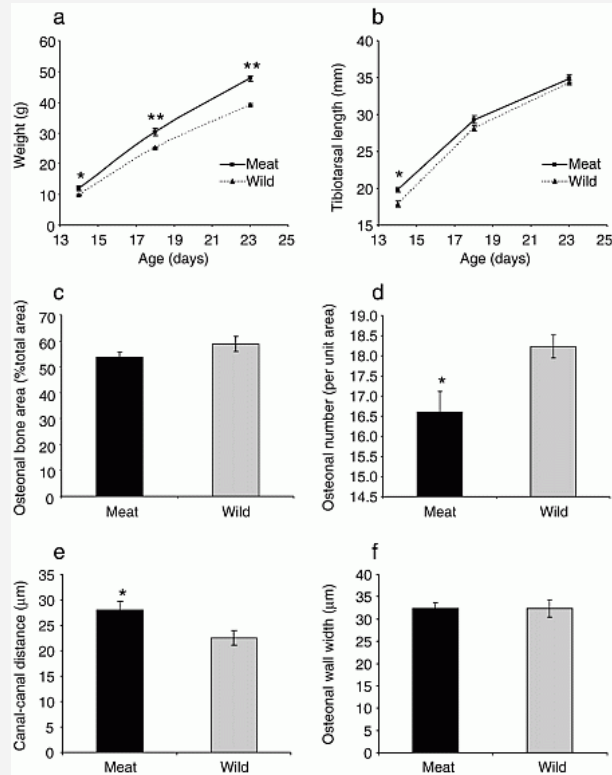 a
Weight (g)
60
50
40
30
20
10
0
*
**
**
Meat
Wild
13 15 17 19 21 23 25
Age (days)
b
Tibiotarsal length (mm)
40
35
30
25
20
15
*
Meat
Wild
13 15 17 19 21 23 25
Age (days)
c
Osteonal bone area (%total area)
70
60
50
40
30
20
10
0
Meat Wild
d
Osteonal number (per unit area)
19.0
18.5
18.0
17.5
17.0
16.5
16.0
15.5
15.0
14.5
*
Meat Wild
e
Canal-canal distance (μm)
35
30
25
20
15
10
5
0
*
Meat Wild
f
Osteonal wall width (μm)
40
35
30
25
20
15
10
5
0
Meat Wild